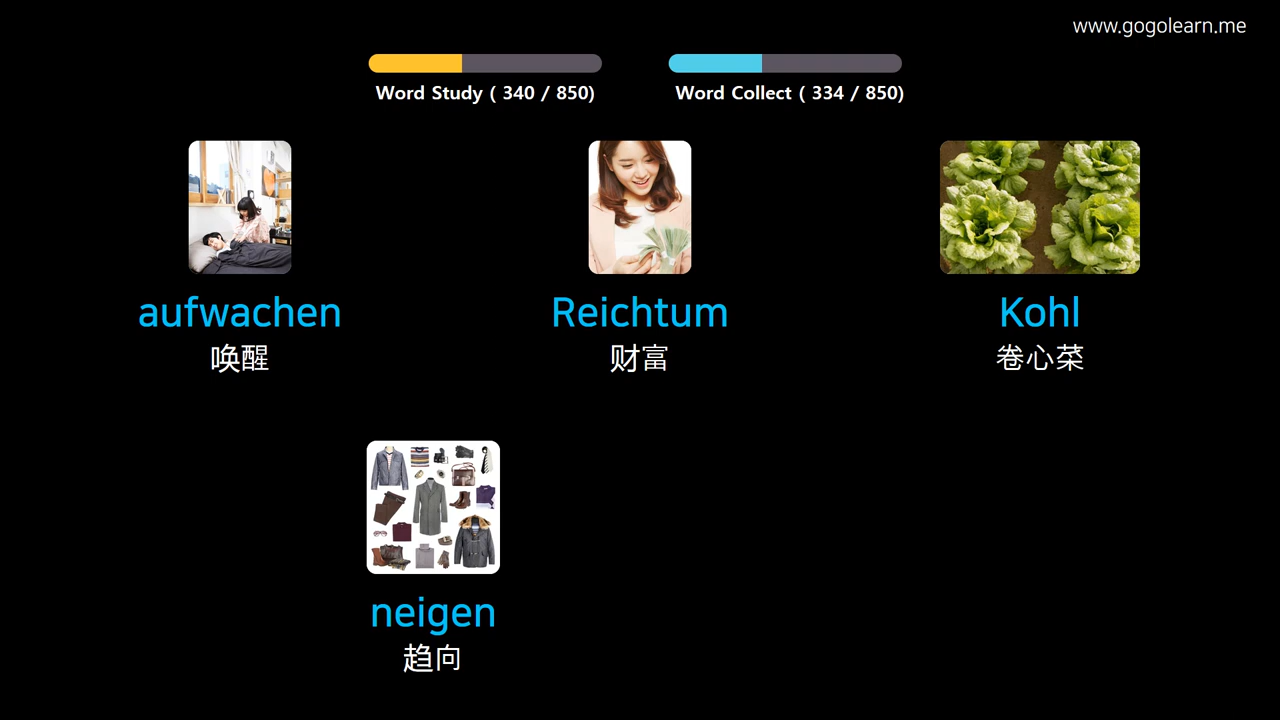 www.gogolearn.me
Word Study ( 340 / 850)
Word Collect ( 334 / 850)
aufwachen
唤醒
Reichtum
财富
Kohl
卷心菜
neigen
趋向